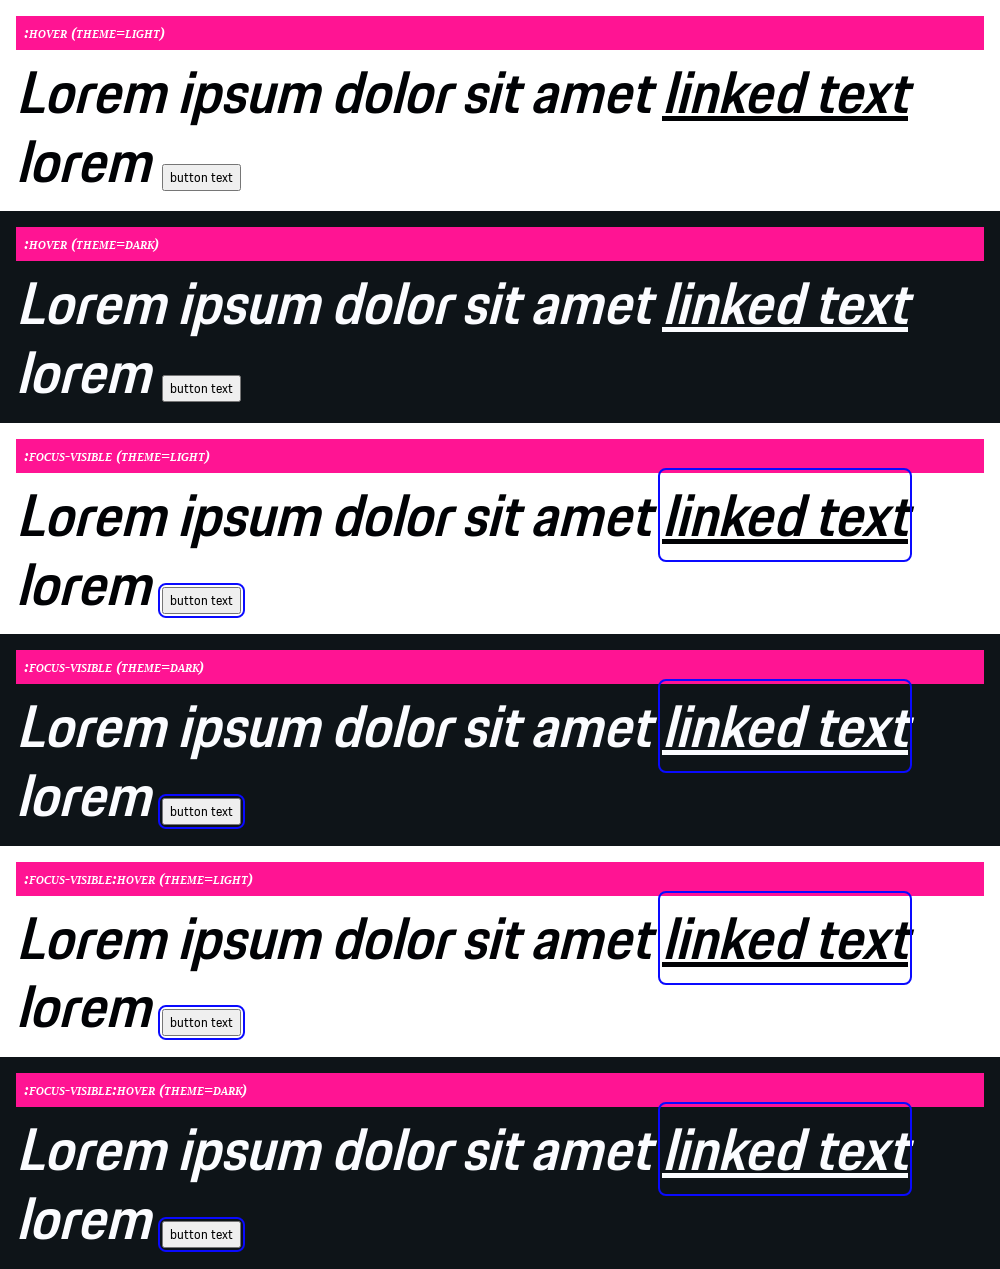 :hover (theme=light)
Lorem ipsum dolor sit amet linked text
lorem button text
:hover (theme=dark)
Lorem ipsum dolor sit amet linked text
lorem button text
:focus-visible (theme=light)
Lorem ipsum dolor sit amet linked text
lorem button text
:focus-visible (theme=dark)
Lorem ipsum dolor sit amet linked text
lorem button text
:focus-visible:hover (theme=light)
Lorem ipsum dolor sit amet linked text
lorem button text
:focus-visible:hover (theme=dark)
Lorem ipsum dolor sit amet linked text
lorem button text